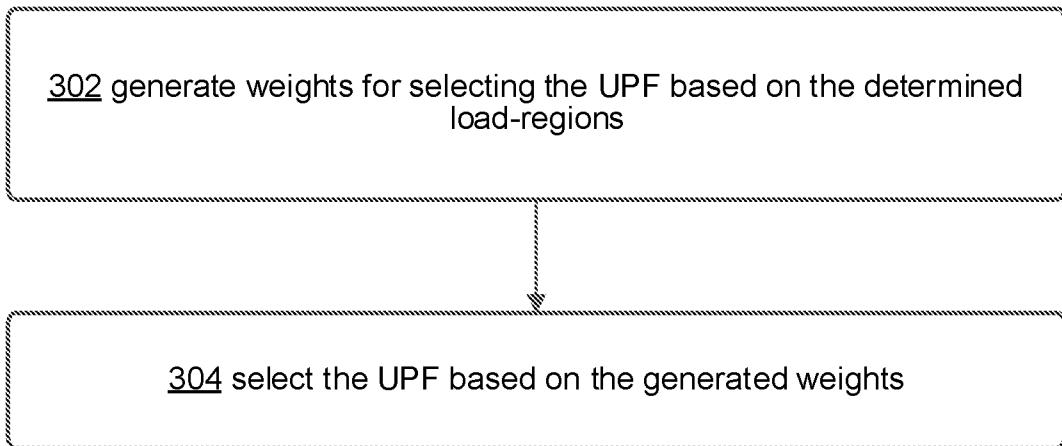 302 generate weights for selecting the UPF based on the determined
load-regions
304 select the UPF based on the generated weights